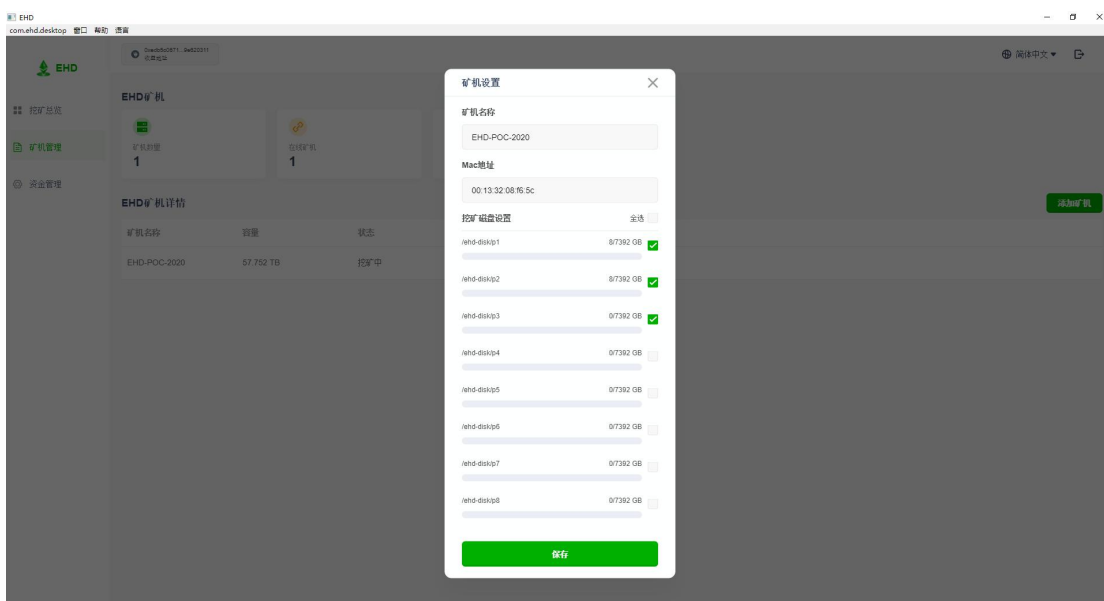 EHD
com.ehd.desktop 窗口 帮助 语言
EHD
简体中文
挖矿总览
矿机管理
资金管理
EHD矿机
矿机数量
1
在线矿机
1
EHD矿机详情
添加矿机
矿机名称 容量 状态
EHD-POC-2020 57.752 TB 挖矿中
矿机设置
矿机名称
EHD-POC-2020
Mac地址
00:13:32:08:f6:5c
挖矿磁盘设置 全选
/ehd-disk/p1 8/7392 GB
/ehd-disk/p2 8/7392 GB
/ehd-disk/p3 0/7392 GB
/ehd-disk/p4 0/7392 GB
/ehd-disk/p5 0/7392 GB
/ehd-disk/p6 0/7392 GB
/ehd-disk/p7 0/7392 GB
/ehd-disk/p8 0/7392 GB
保存